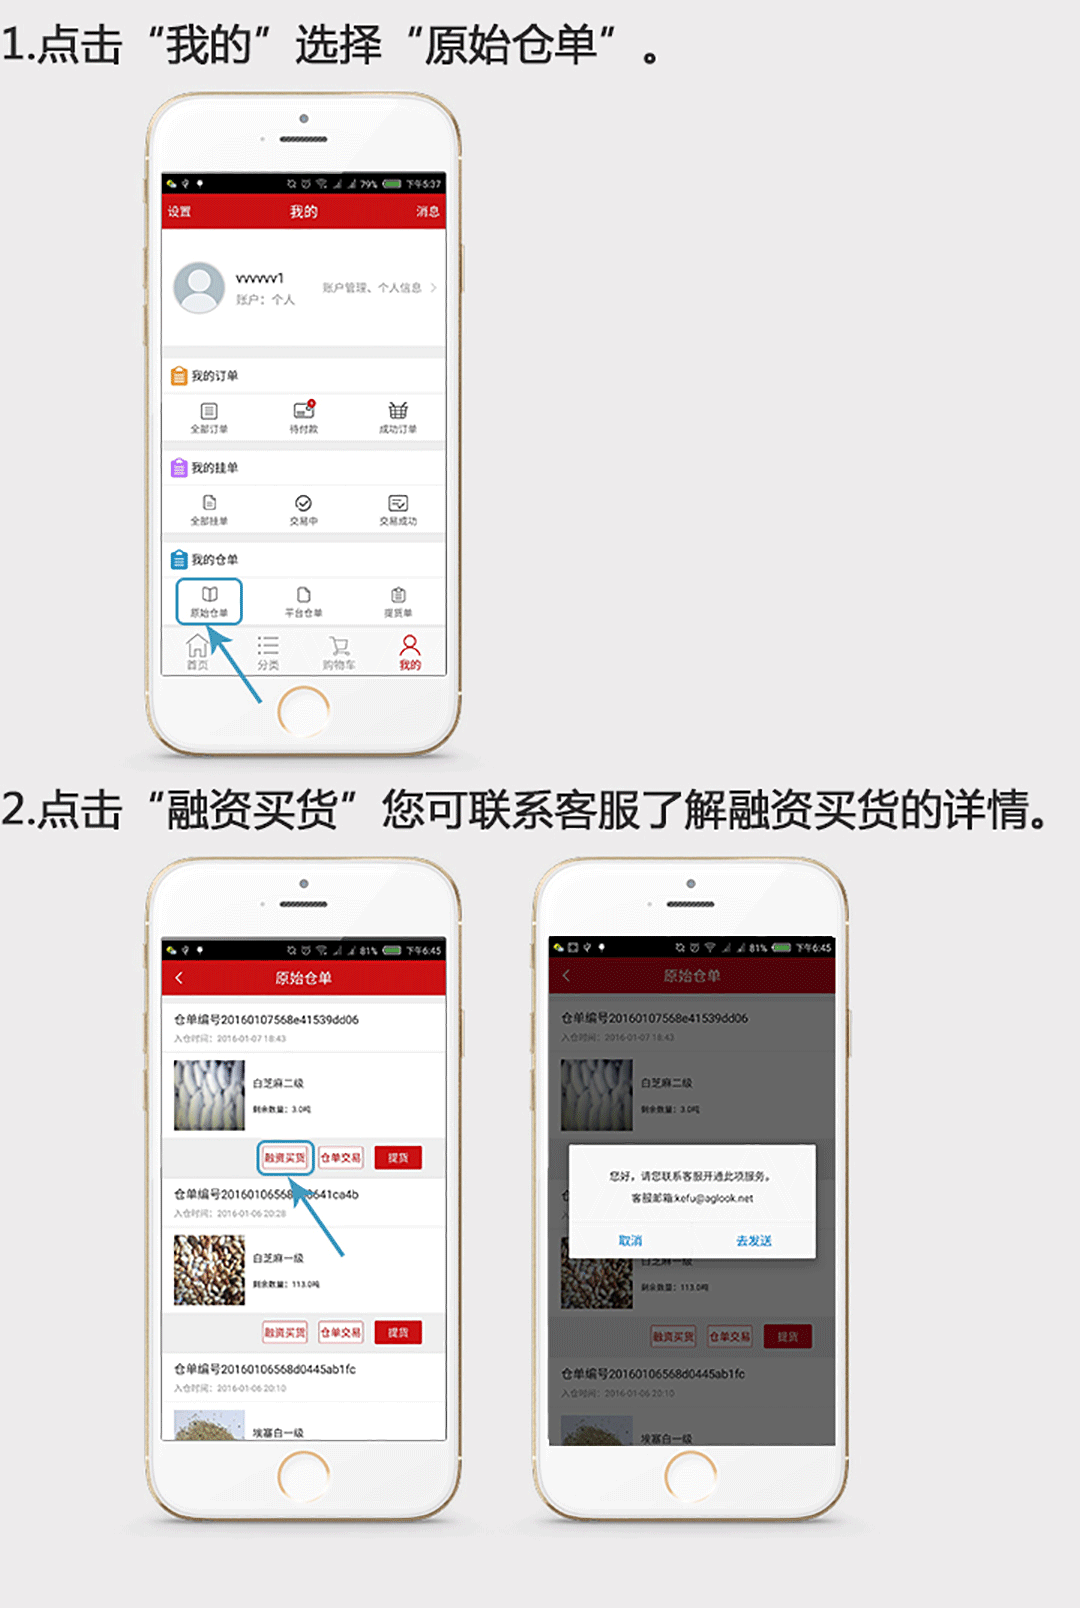 1.点击“我的”选择“原始仓单”。
79% 下午5:37
设置 我的 消息
vvvvvv1
账户：个人 账户管理、个人信息
我的订单
全部订单 待付款 成功订单
我的挂单
全部挂单 交易中 交易成功
我的仓单
原始仓单 平台仓单 提货单
首页 分类 购物车 我的
2.点击“融资买货”您可联系客服了解融资买货的详情。
81% 下午6:45
原始仓单
仓单编号20160107568e41539dd06
入仓时间：2016-01-07 18:43
白芝麻二级
剩余数量：3.0吨
融资买货 仓单交易 提货
仓单编号20160106568 641ca4b
入仓时间：2016-01-06 20:28
白芝麻一级
剩余数量：113.0吨
融资买货 仓单交易 提货
仓单编号20160106568d0445ab1fc
入仓时间：2016-01-06 20:10
埃塞白一级
81% 下午6:45
原始仓单
仓单编号20160107568e41539dd06
入仓时间：2016-01-07 18:43
白芝麻二级
剩余数量：3.0吨
您好，请您联系客服开通此项服务。
客服邮箱:kefu@aglook.net
取消 去发送
白芝麻一级
剩余数量：113.0吨
融资买货 仓单交易 提货
仓单编号20160106568d0445ab1fc
入仓时间：2016-01-06 20:10
埃塞白一级